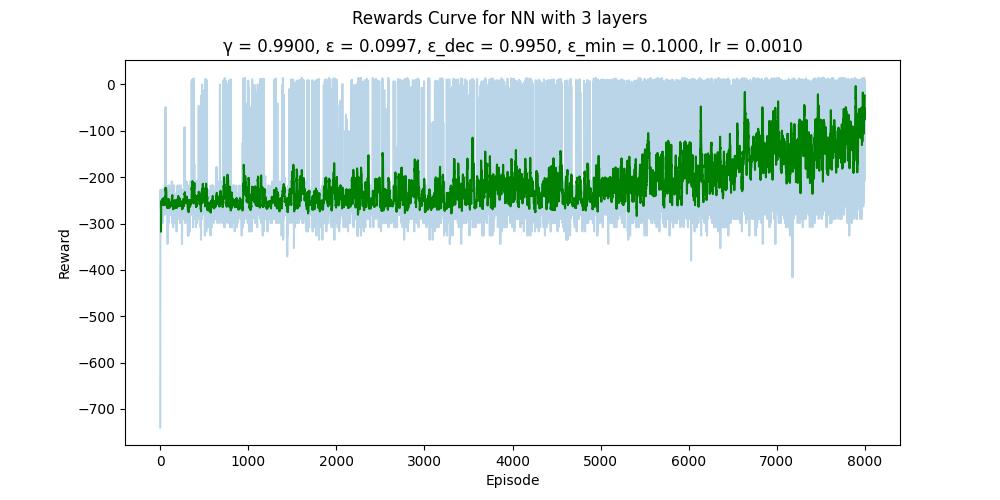 Rewards Curve for NN with 3 layers
γ = 0.9900, ε = 0.0997, ε_dec = 0.9950, ε_min = 0.1000, lr = 0.0010
0
−100
−200
−300
−400
−500
−600
−700
Reward
0 1000 2000 3000 4000 5000 6000 7000 8000
Episode